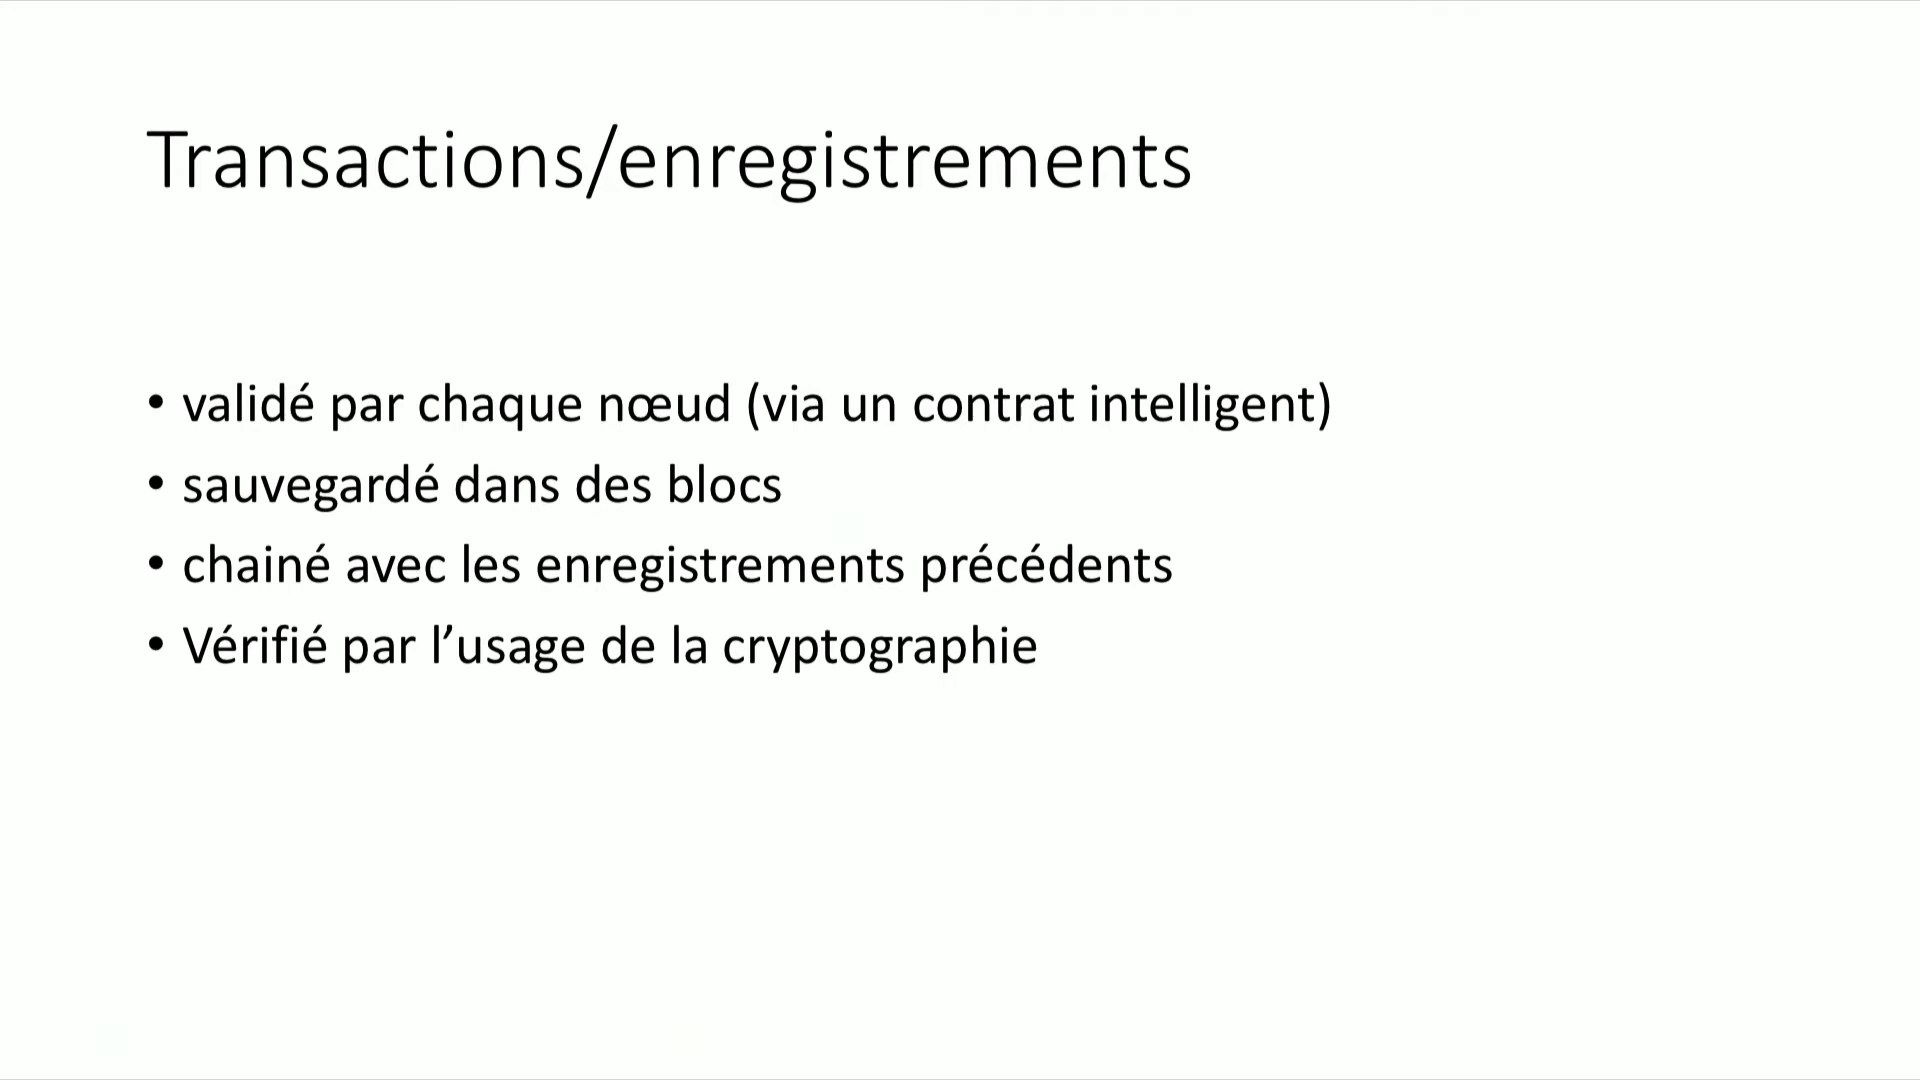 Transactions/enregistrements
• validé par chaque nœud (via un contrat intelligent)
• sauvegardé dans des blocs
• chainé avec les enregistrements précédents
• Vérifié par l’usage de la cryptographie